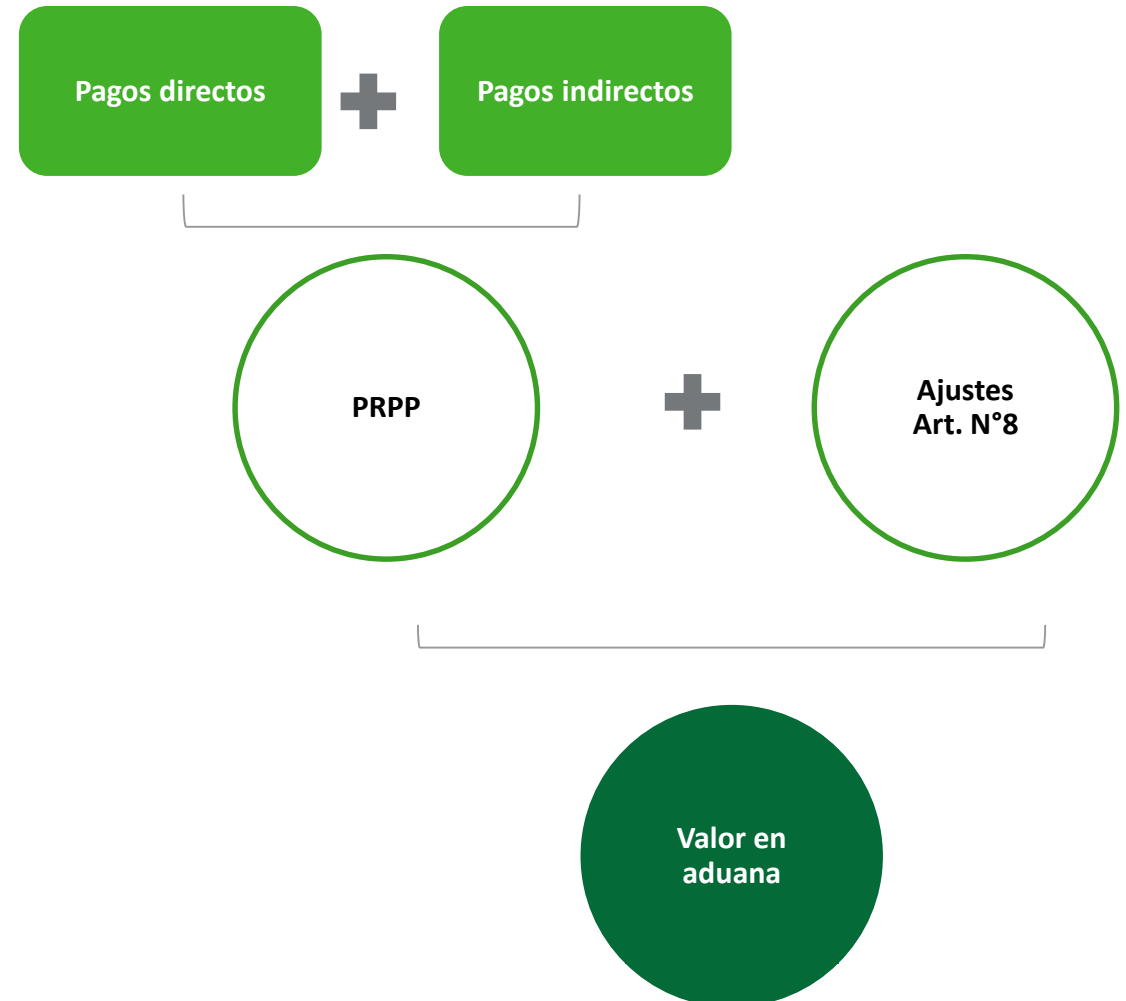 Pagos directos
Pagos indirectos
PRPP
Ajustes
Art. N°8
Valor en
aduana